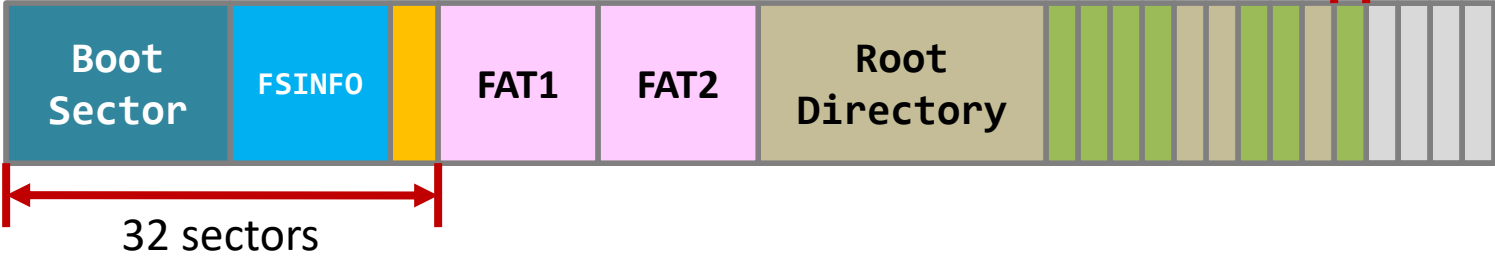 Boot
Sector
FSINFO
FAT1
FAT2
Root
Directory
32 sectors